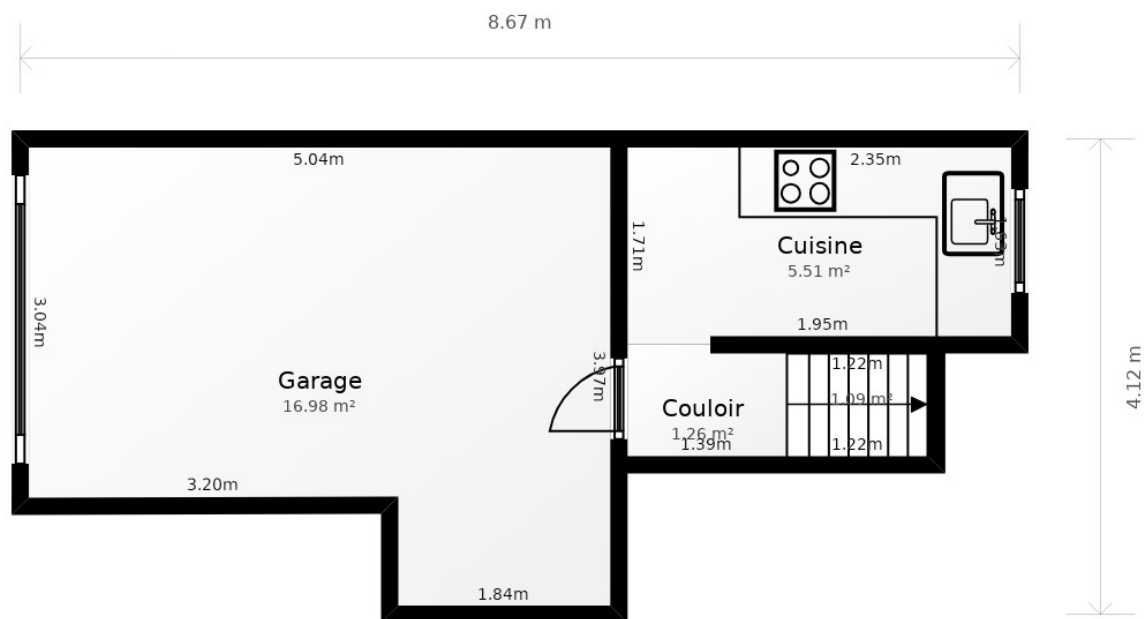 8.67 m
5.04m
2.35m
1.71m
Cuisine
5.51 m²
3.04m
1.95m
4.12 m
3.97m
1.22m
Garage
16.98 m²
1.09 m²
Couloir
1.26 m²
1.39m
1.22m
3.20m
1.84m